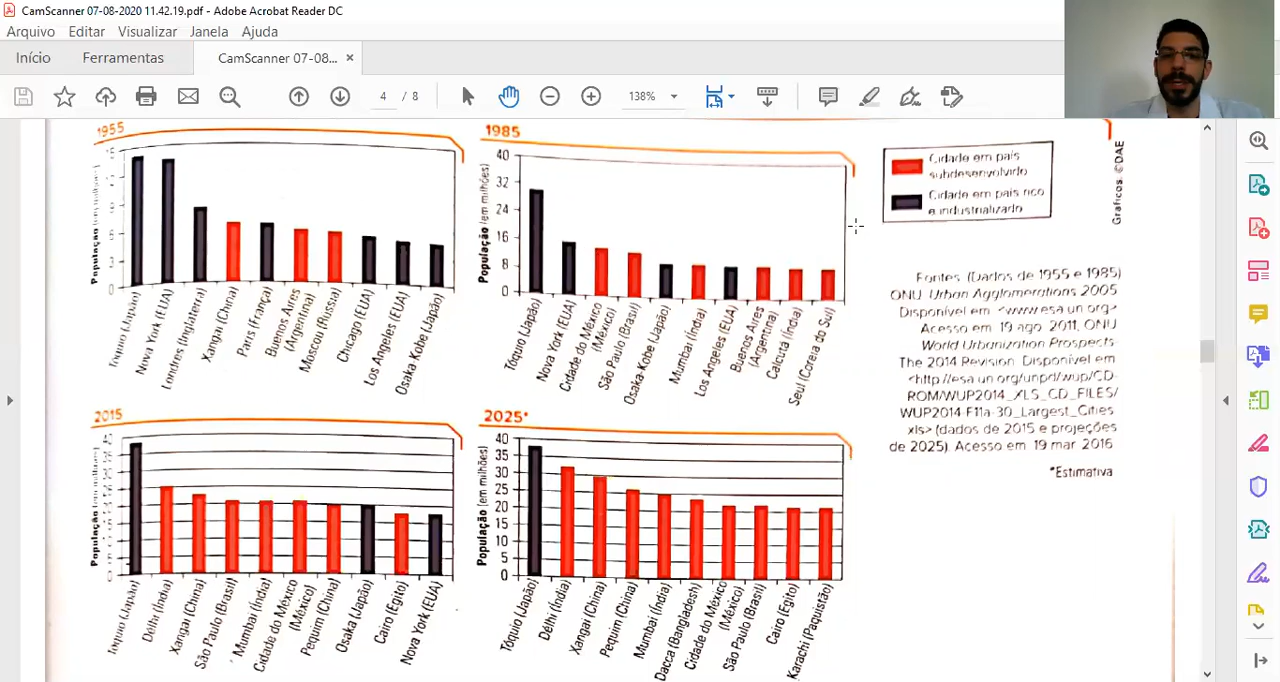 CamScanner 07-08-2020 11.42.19.pdf - Adobe Acrobat Reader DC
Arquivo Editar Visualizar Janela Ajuda
Início Ferramentas CamScanner 07-08... ×
4 / 8 138%
1955
População (em milhões)
Tóquio (Japão)
Nova York (EUA)
Londres (Inglaterra)
Xangai (China)
Paris (França)
Buenos Aires
(Argentina)
Moscou (Rússia)
Chicago (EUA)
Los Angeles (EUA)
Osaka-Kobe (Japão)
1985
População (em milhões)
40
32
24
16
8
0
Tóquio (Japão)
Nova York (EUA)
Cidade do México
(México)
São Paulo (Brasil)
Osaka-Kobe (Japão)
Mumbai (Índia)
Los Angeles (EUA)
Buenos Aires
(Argentina)
Calcutá (Índia)
Seul (Coreia do Sul)
Cidade em país
subdesenvolvido
Cidade em país rico
e industrializado
Gráficos: ©DAE
Fontes: (Dados de 1955 e 1985)
ONU. Urban Agglomerations 2005
Disponível em <www.esa.un.org>
Acesso em 19 ago. 2011, ONU
World Urbanization Prospects
The 2014 Revision. Disponível em
<http://esa.un.org/unpd/wup/CD-
ROM/WUP2014_XLS_CD_FILES/
WUP2014-F11a-30_Largest_Cities
xls> (dados de 2015 e projeções
de 2025). Acesso em 19 mar. 2016
*Estimativa
2015
População (em milhões)
Tóquio (Japão)
Délhi (Índia)
Xangai (China)
São Paulo (Brasil)
Mumbai (Índia)
Cidade do México
(México)
Pequim (China)
Osaka (Japão)
Cairo (Egito)
Nova York (EUA)
2025*
População (em milhões)
40
35
30
25
20
15
10
5
0
Tóquio (Japão)
Délhi (Índia)
Xangai (China)
Pequim (China)
Mumbai (Índia)
Dacca (Bangladesh)
Cidade do México
(México)
São Paulo (Brasil)
Cairo (Egito)
Karachi (Paquistão)